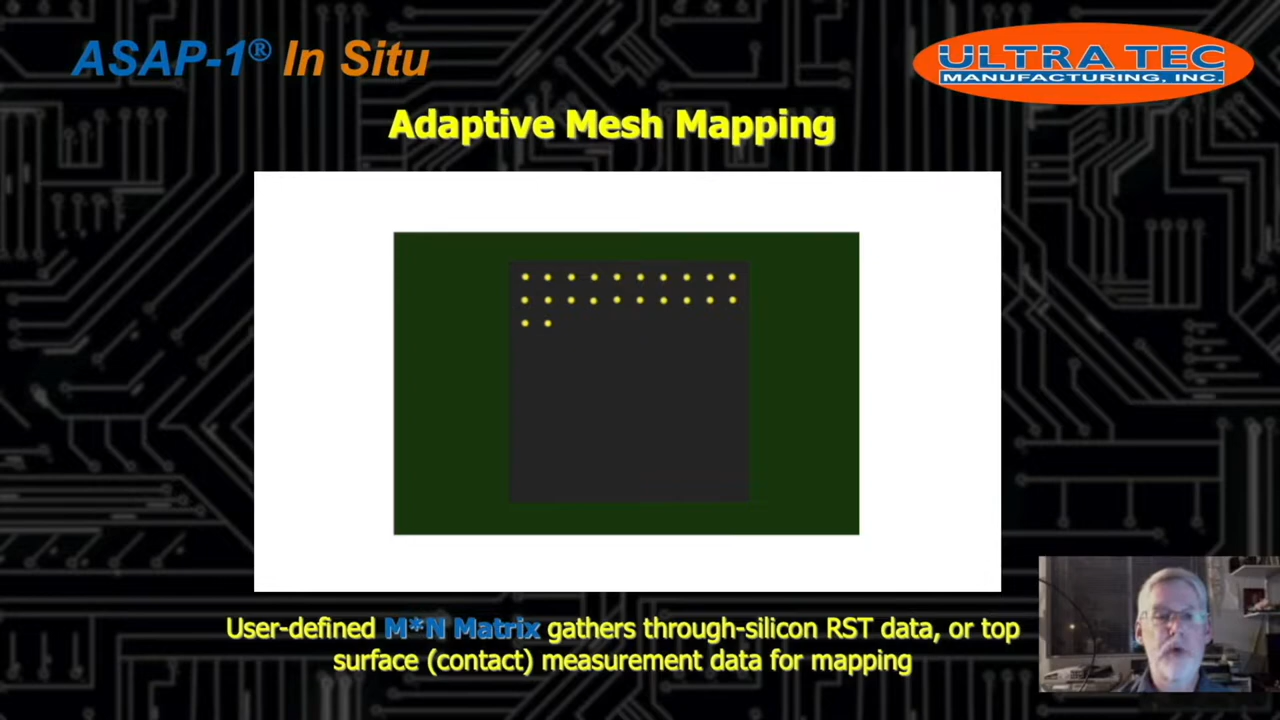 ASAP-1® In Situ
ULTRA TEC
MANUFACTURING, INC.
Adaptive Mesh Mapping
User-defined M*N Matrix gathers through-silicon RST data, or top
surface (contact) measurement data for mapping